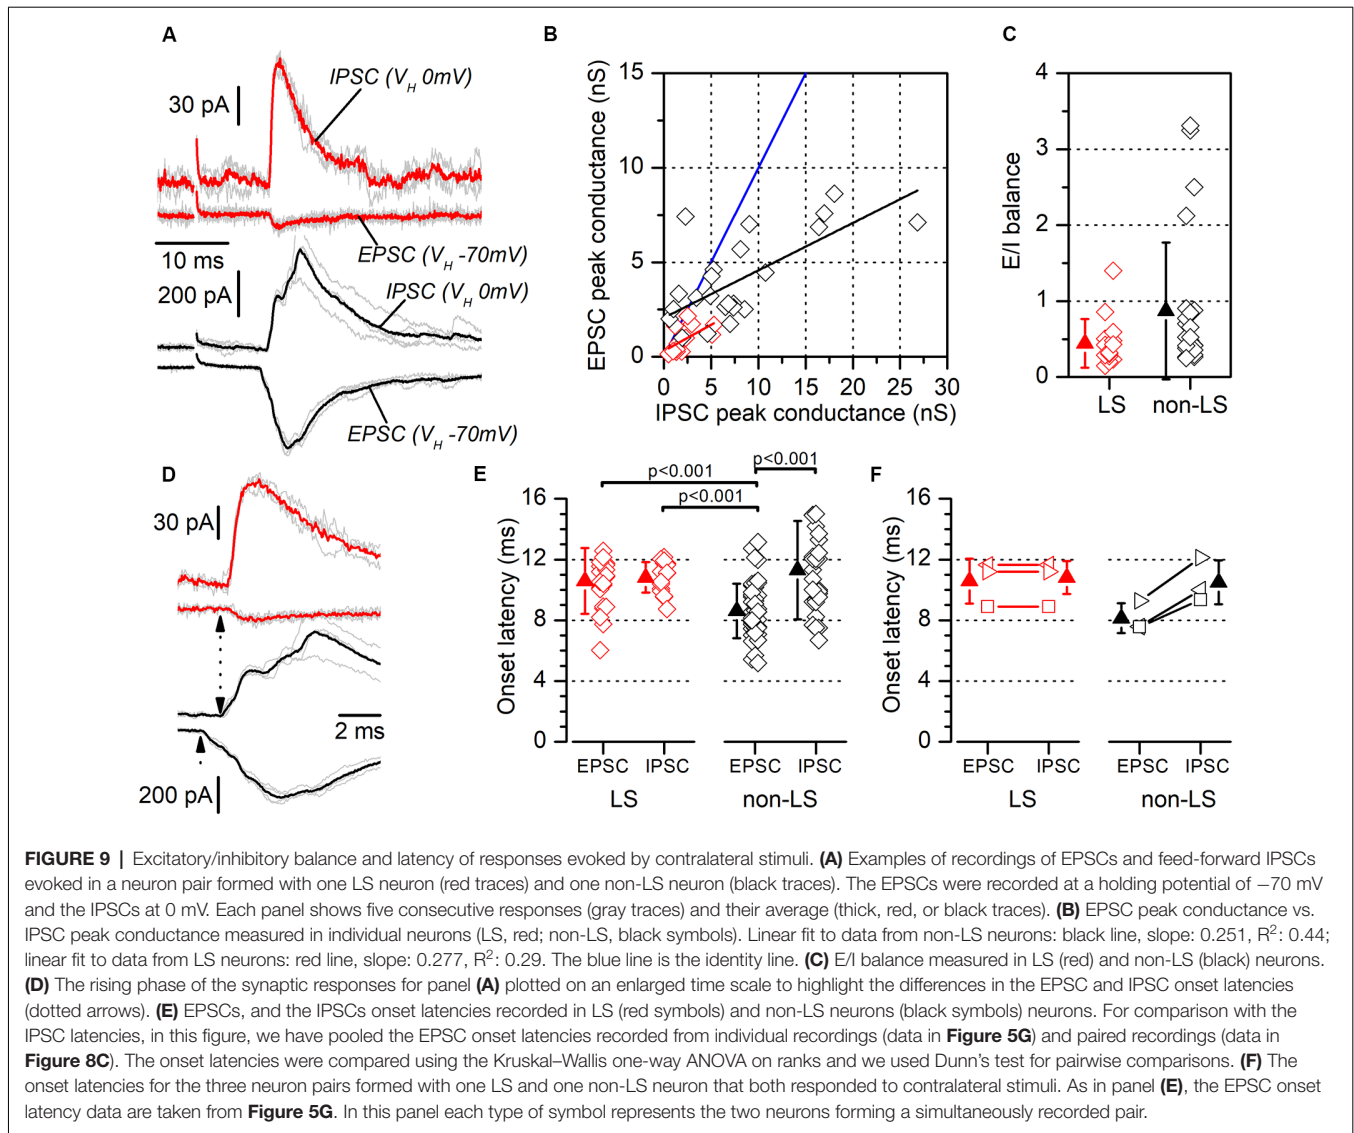 A
IPSC (VH 0mV)
30 pA
EPSC (VH -70mV)
10 ms
IPSC (VH 0mV)
200 pA
EPSC (VH -70mV)
B
EPSC peak conductance (nS)
15
10
5
0
0 5 10 15 20 25 30
IPSC peak conductance (nS)
C
E/I balance
4
3
2
1
0
LS non-LS
D
30 pA
2 ms
200 pA
E
p<0.001
p<0.001
p<0.001
Onset latency (ms)
16
12
8
4
0
EPSC IPSC EPSC IPSC
LS non-LS
F
Onset latency (ms)
16
12
8
4
0
EPSC IPSC EPSC IPSC
LS non-LS
FIGURE 9 | Excitatory/inhibitory balance and latency of responses evoked by contralateral stimuli. (A) Examples of recordings of EPSCs and feed-forward IPSCs
evoked in a neuron pair formed with one LS neuron (red traces) and one non-LS neuron (black traces). The EPSCs were recorded at a holding potential of −70 mV
and the IPSCs at 0 mV. Each panel shows five consecutive responses (gray traces) and their average (thick, red, or black traces). (B) EPSC peak conductance vs.
IPSC peak conductance measured in individual neurons (LS, red; non-LS, black symbols). Linear fit to data from non-LS neurons: black line, slope: 0.251, R²: 0.44;
linear fit to data from LS neurons: red line, slope: 0.277, R²: 0.29. The blue line is the identity line. (C) E/I balance measured in LS (red) and non-LS (black) neurons.
(D) The rising phase of the synaptic responses for panel (A) plotted on an enlarged time scale to highlight the differences in the EPSC and IPSC onset latencies
(dotted arrows). (E) EPSCs, and the IPSCs onset latencies recorded in LS (red symbols) and non-LS neurons (black symbols) neurons. For comparison with the
IPSC latencies, in this figure, we have pooled the EPSC onset latencies recorded from individual recordings (data in Figure 5G) and paired recordings (data in
Figure 8C). The onset latencies were compared using the Kruskal–Wallis one-way ANOVA on ranks and we used Dunn's test for pairwise comparisons. (F) The
onset latencies for the three neuron pairs formed with one LS and one non-LS neuron that both responded to contralateral stimuli. As in panel (E), the EPSC onset
latency data are taken from Figure 5G. In this panel each type of symbol represents the two neurons forming a simultaneously recorded pair.